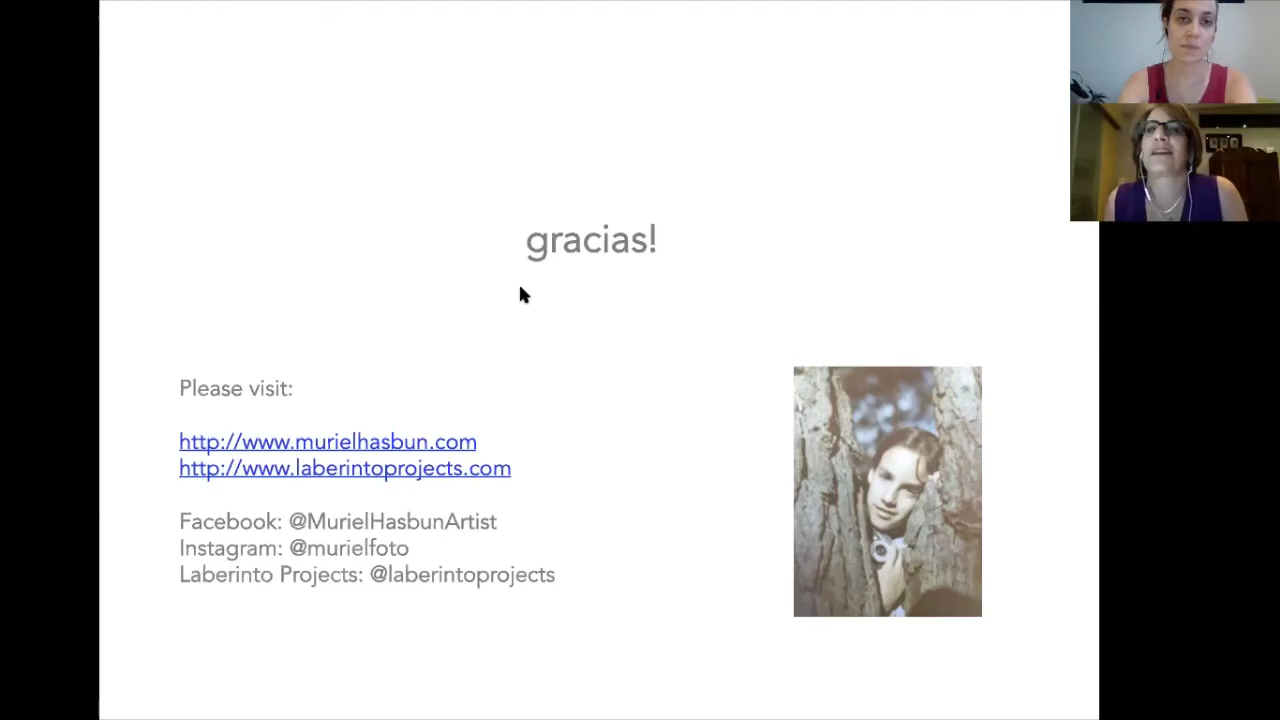 gracias!
Please visit:
http://www.murielhasbun.com
http://www.laberintoprojects.com
Facebook: @MurielHasbunArtist
Instagram: @murielfoto
Laberinto Projects: @laberintoprojects